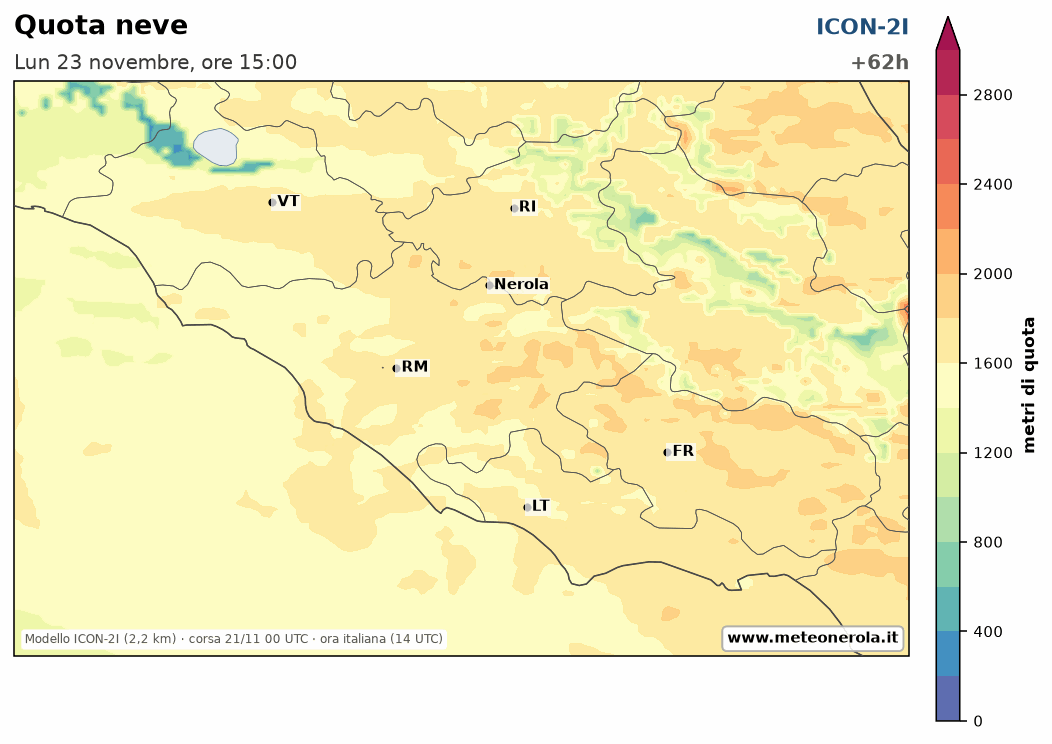 Quota neve
ICON-2I
Lun 23 novembre, ore 15:00
+62h
2800
2400
2000
1600
1200
800
400
0
metri di quota
VT
RI
Nerola
RM
FR
LT
Modello ICON-2I (2,2 km) · corsa 21/11 00 UTC · ora italiana (14 UTC)
www.meteonerola.it